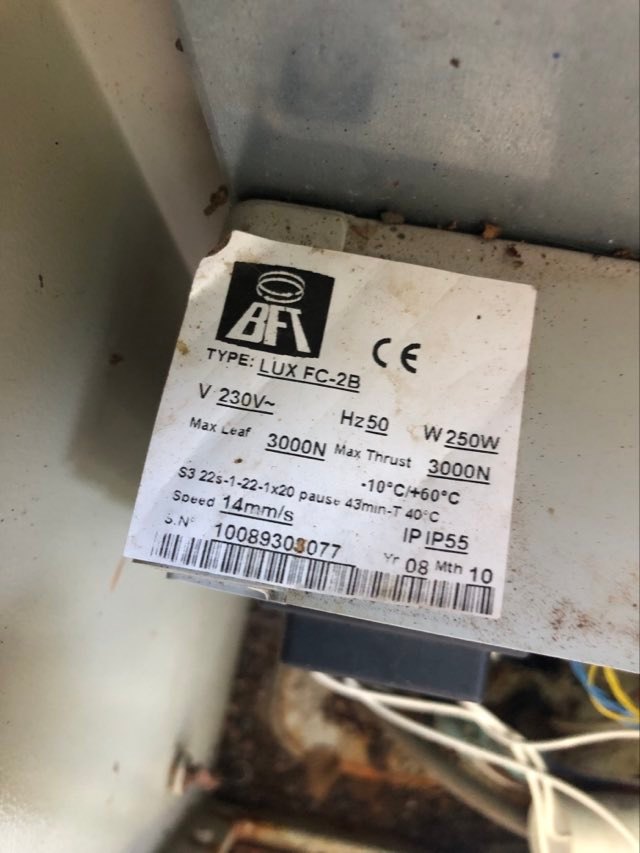 BFT
CE
TYPE: LUX FC-2B
V 230V~ Hz 50 W 250W
Max Leaf 3000N Max Thrust 3000N
-10°C/+60°C
S3 22s-1-22-1x20 pause 43min-T 40°C
Speed 14mm/s IP IP55
S.N° 10089303077 Yr 08 Mth 10